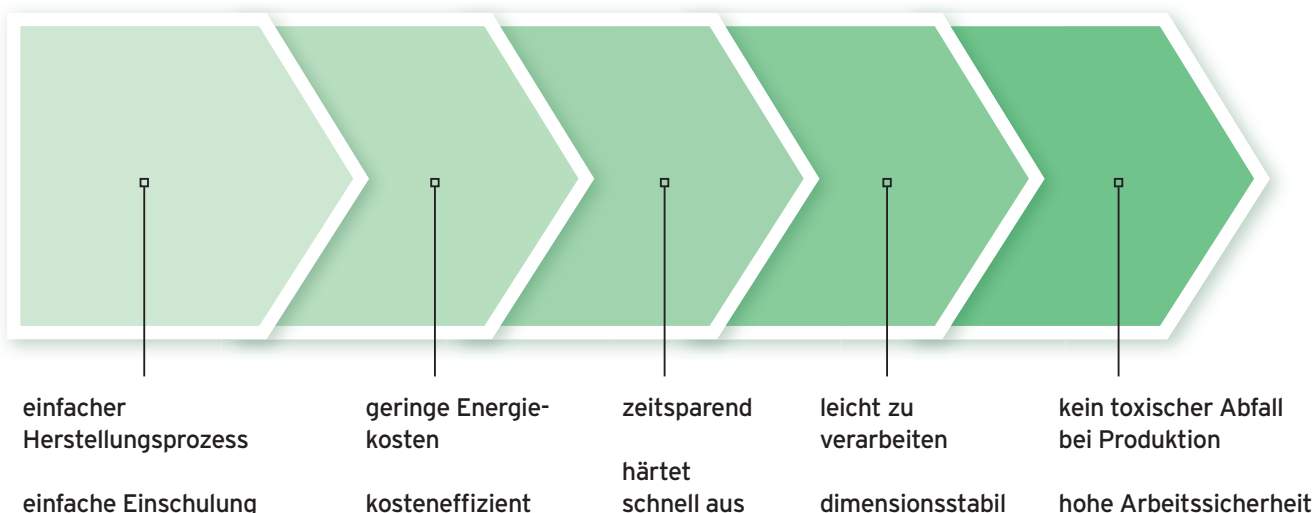 einfacher
Herstellungsprozess
einfache Einschulung
geringe Energie-
kosten
kosteneffizient
zeitsparend
härtet
schnell aus
leicht zu
verarbeiten
dimensionsstabil
kein toxischer Abfall
bei Produktion
hohe Arbeitssicherheit